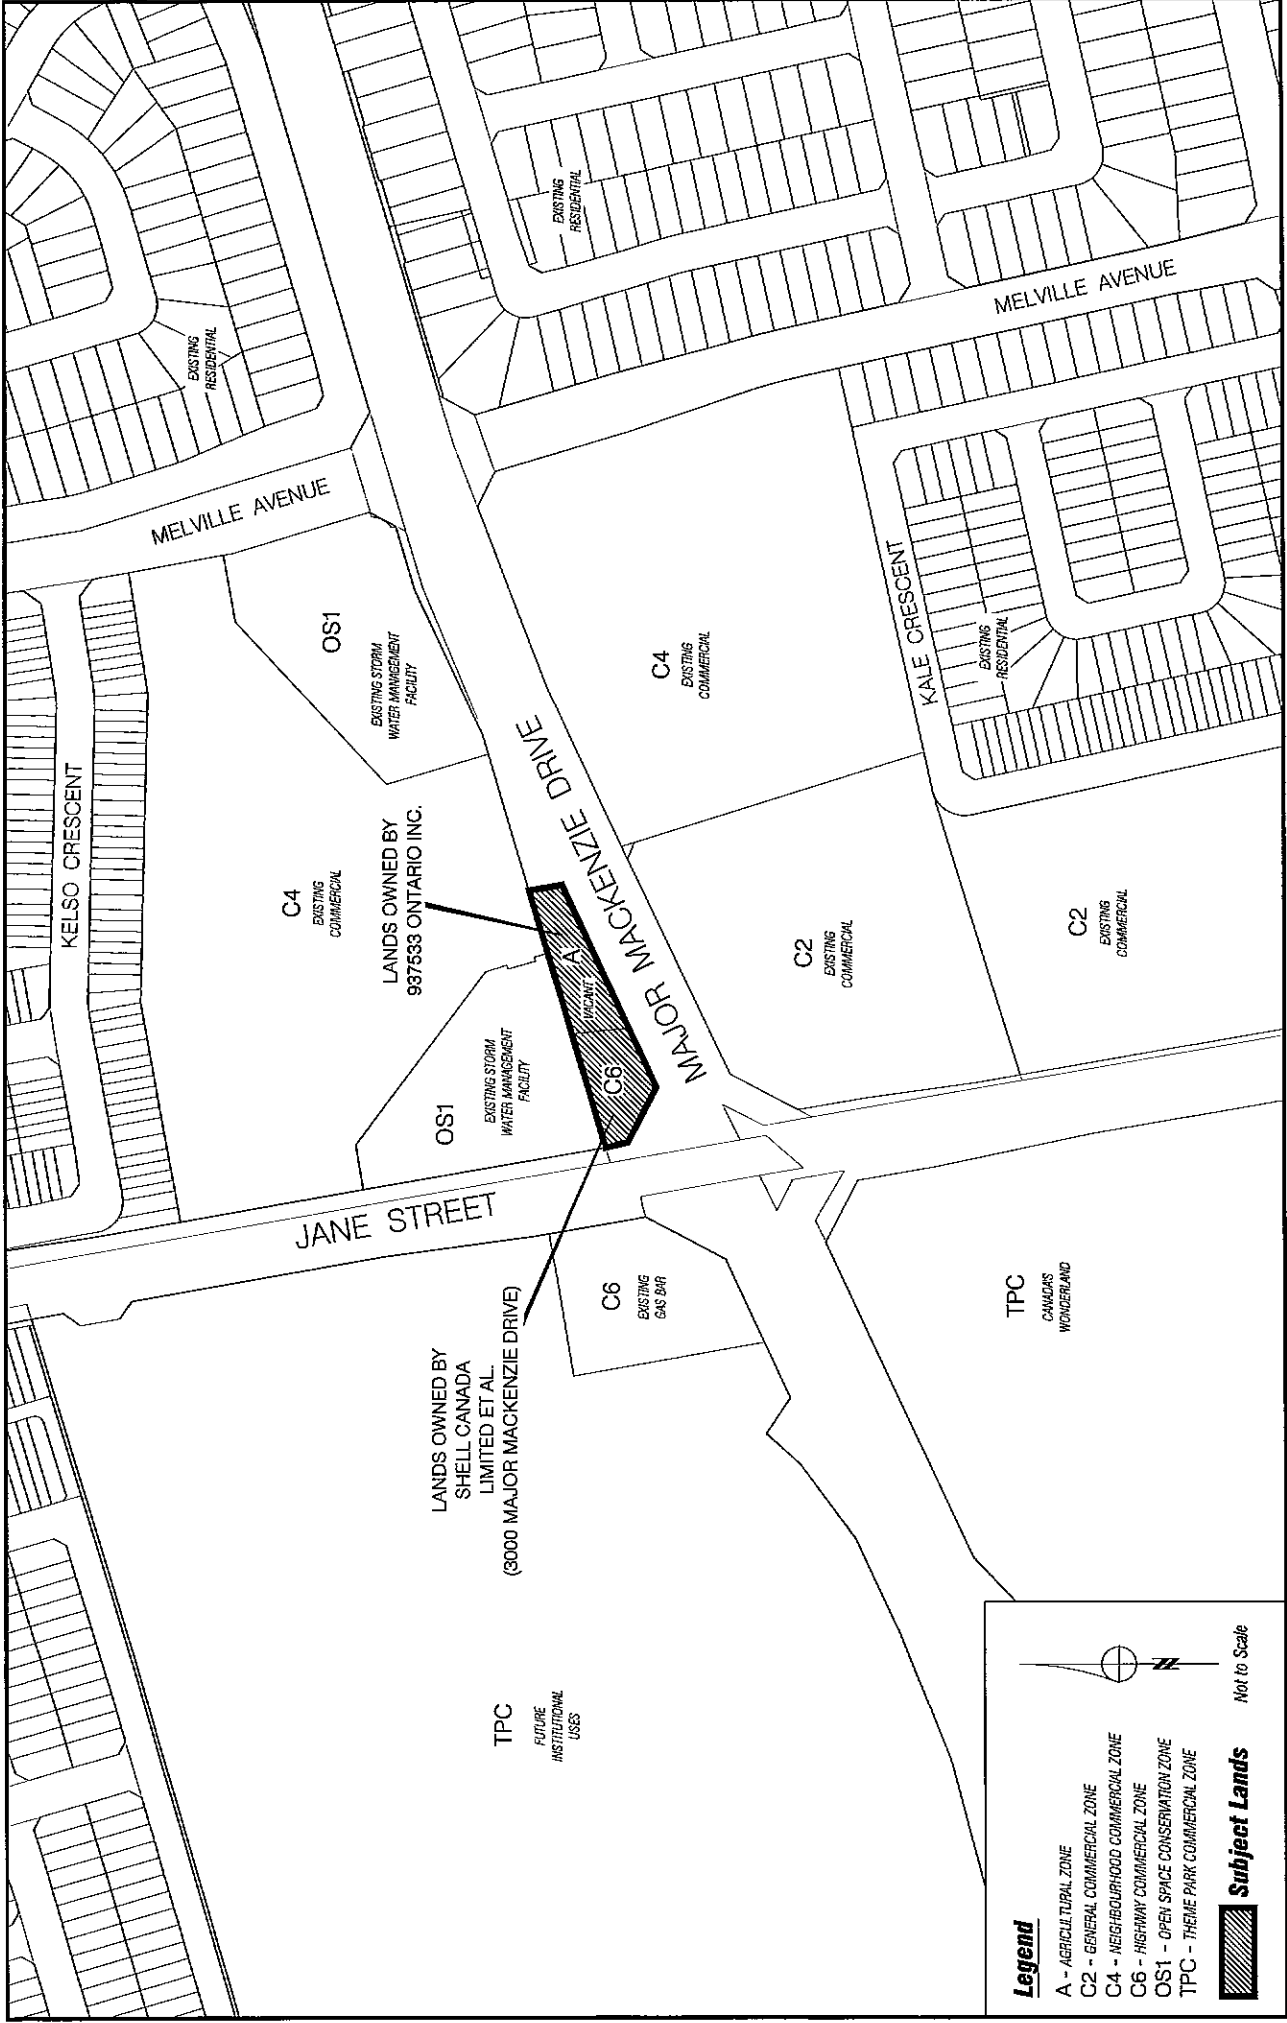 KELSO CRESCENT
MELVILLE AVENUE
EXISTING
RESIDENTIAL
C4
EXISTING
COMMERCIAL
OS1
EXISTING STORM
WATER MANAGEMENT
FACILITY
LANDS OWNED BY
937533 ONTARIO INC.
OS1
EXISTING STORM
WATER MANAGEMENT
FACILITY
JANE STREET
LANDS OWNED BY
SHELL CANADA
LIMITED ET AL.
(3000 MAJOR MACKENZIE DRIVE)
TPC
FUTURE
INSTITUTIONAL
USES
C6
EXISTING
GAS BAR
C6
A
VACANT
MAJOR MACKENZIE DRIVE
EXISTING
RESIDENTIAL
C4
EXISTING
COMMERCIAL
C2
EXISTING
COMMERCIAL
MELVILLE AVENUE
KALE CRESCENT
EXISTING
RESIDENTIAL
C2
EXISTING
COMMERCIAL
TPC
CANADA'S
WONDERLAND
Legend
A - AGRICULTURAL ZONE
C2 - GENERAL COMMERCIAL ZONE
C4 - NEIGHBOURHOOD COMMERCIAL ZONE
C6 - HIGHWAY COMMERCIAL ZONE
OS1 - OPEN SPACE CONSERVATION ZONE
TPC - THEME PARK COMMERCIAL ZONE
Subject Lands
N
Not to Scale